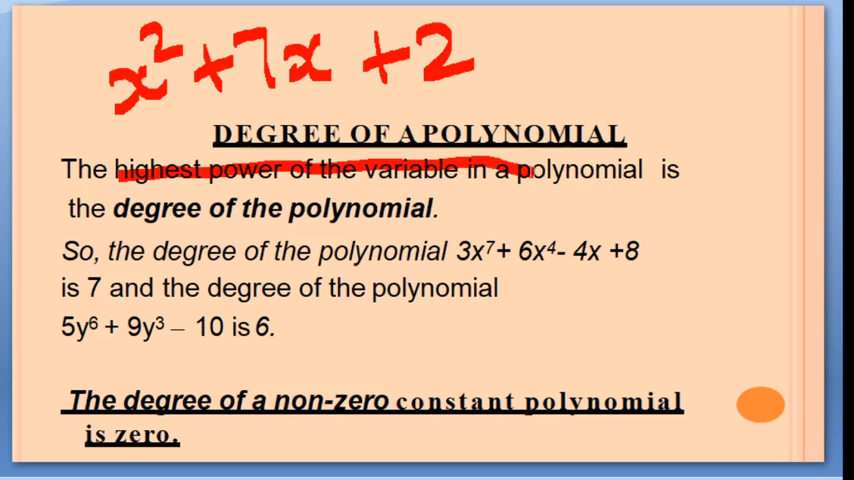 x²+7x+2
DEGREE OF A POLYNOMIAL
The highest power of the variable in a polynomial is
the degree of the polynomial.
So, the degree of the polynomial 3x⁷+ 6x⁴- 4x +8
is 7 and the degree of the polynomial
5y⁶ + 9y³ – 10 is 6.
The degree of a non-zero constant polynomial
is zero.